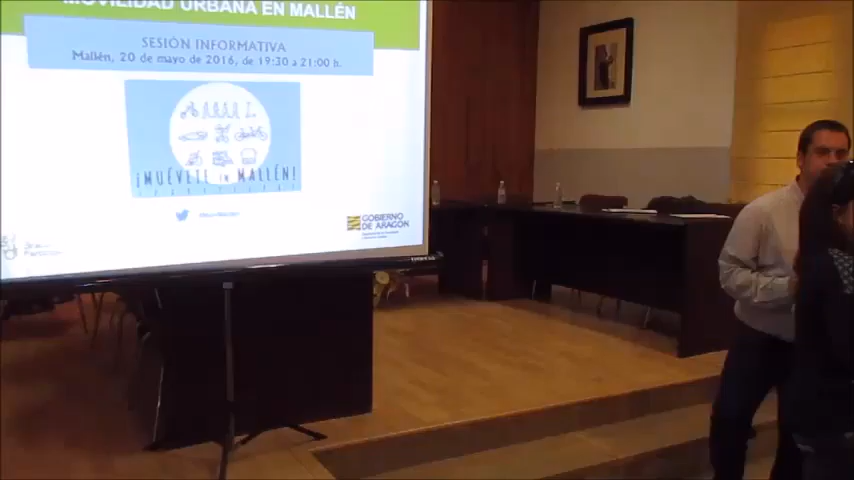 MOVILIDAD URBANA EN MALLÉN
SESIÓN INFORMATIVA
Mallén, 20 de mayo de 2016, de 19:30 a 21:00 h.
¡MUÉVETE EN MALLÉN!
GOBIERNO
DE ARAGON